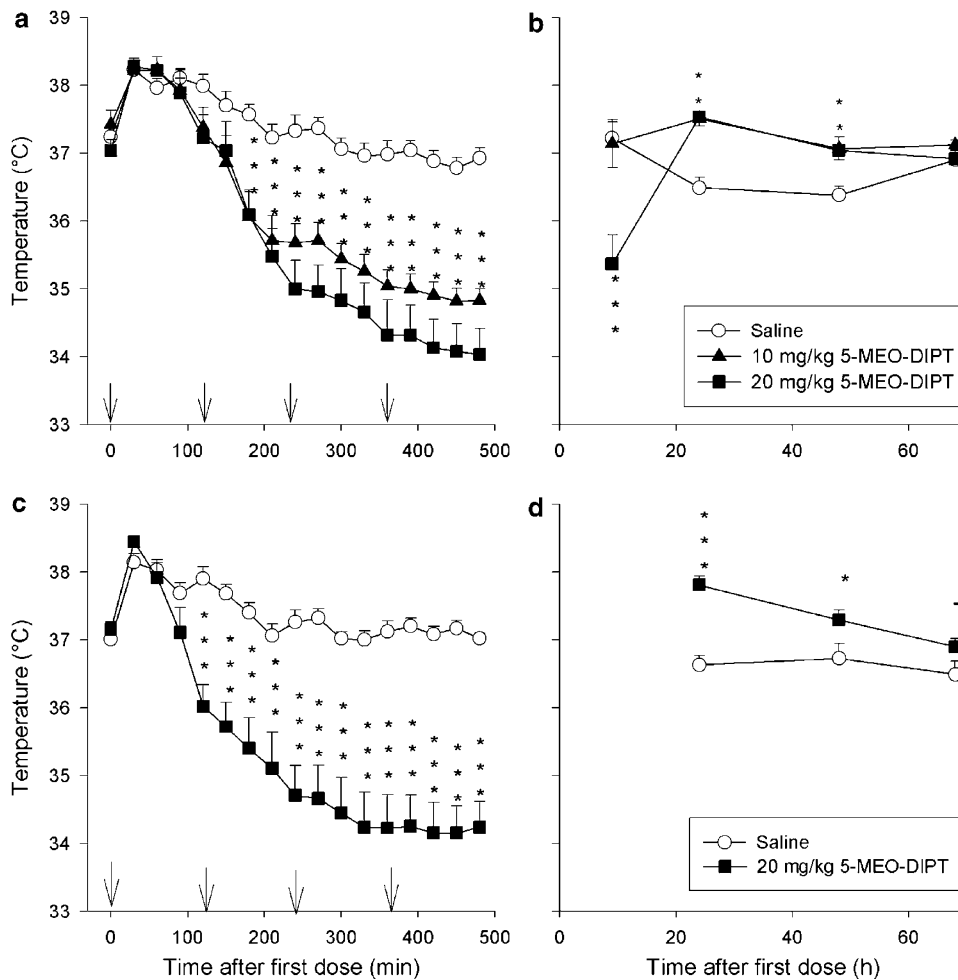 a
39
38
37
36
35
34
33
Temperature (°C)
0 100 200 300 400 500
b
Saline
10 mg/kg 5-MEO-DIPT
20 mg/kg 5-MEO-DIPT
0 20 40 60
c
39
38
37
36
35
34
33
Temperature (°C)
0 100 200 300 400 500
Time after first dose (min)
d
Saline
20 mg/kg 5-MEO-DIPT
0 20 40 60
Time after first dose (h)